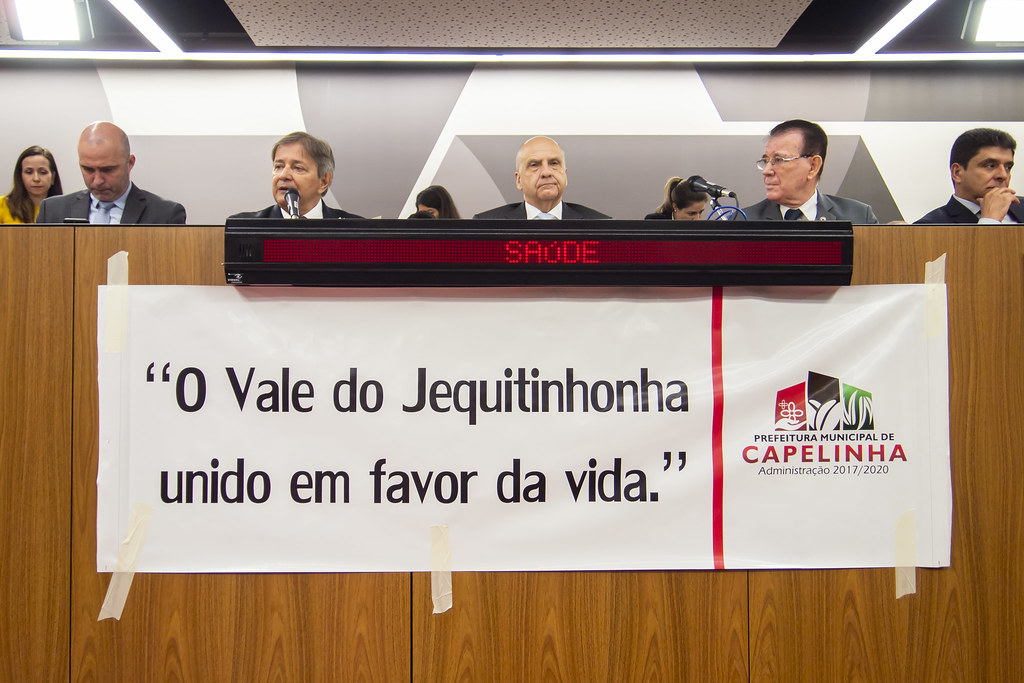 SAÚDE
“O Vale do Jequitinhonha
unido em favor da vida.”
PREFEITURA MUNICIPAL DE
CAPELINHA
Administração 2017/2020